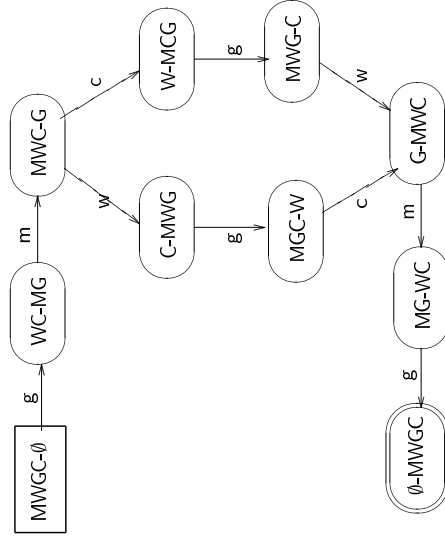 MWGC-∅
g
WC-MG
m
MWC-G
c
w
W-MCG
C-MWG
g
g
MWG-C
MGC-W
w
c
G-MWC
m
MG-WC
g
∅-MWGC